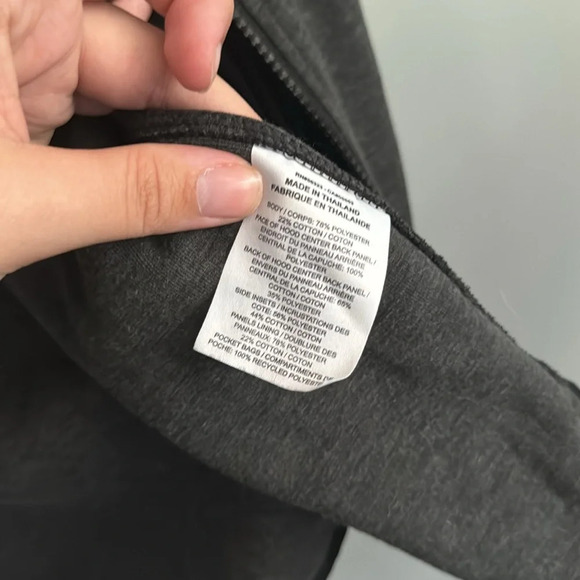 MADE IN THAILAND
FABRIQUE EN THAILANDE
BODY / CORPS: 78% POLYESTER
22% COTTON / COTON
FACE OF HOOD CENTER BACK PANEL /
ENDROIT DU PANNEAU ARRIÈRE
CENTRAL DE LA CAPUCHE: 100%
POLYESTER
BACK OF HOOD CENTER BACK PANEL /
ENVERS DU PANNEAU ARRIÈRE
CENTRAL DE LA CAPUCHE: 65%
COTTON / COTON
35% POLYESTER
SIDE INSETS / INCRUSTATIONS DES
COTE: 56% POLYESTER
44% COTTON / COTON
PANELS LINING / DOUBLURE DES
PANNEAUX: 78% POLYESTER
22% COTTON / COTON
POCKET BAGS / COMPARTIMENTS
POCHE: 100% RECYCLED POLYESTE